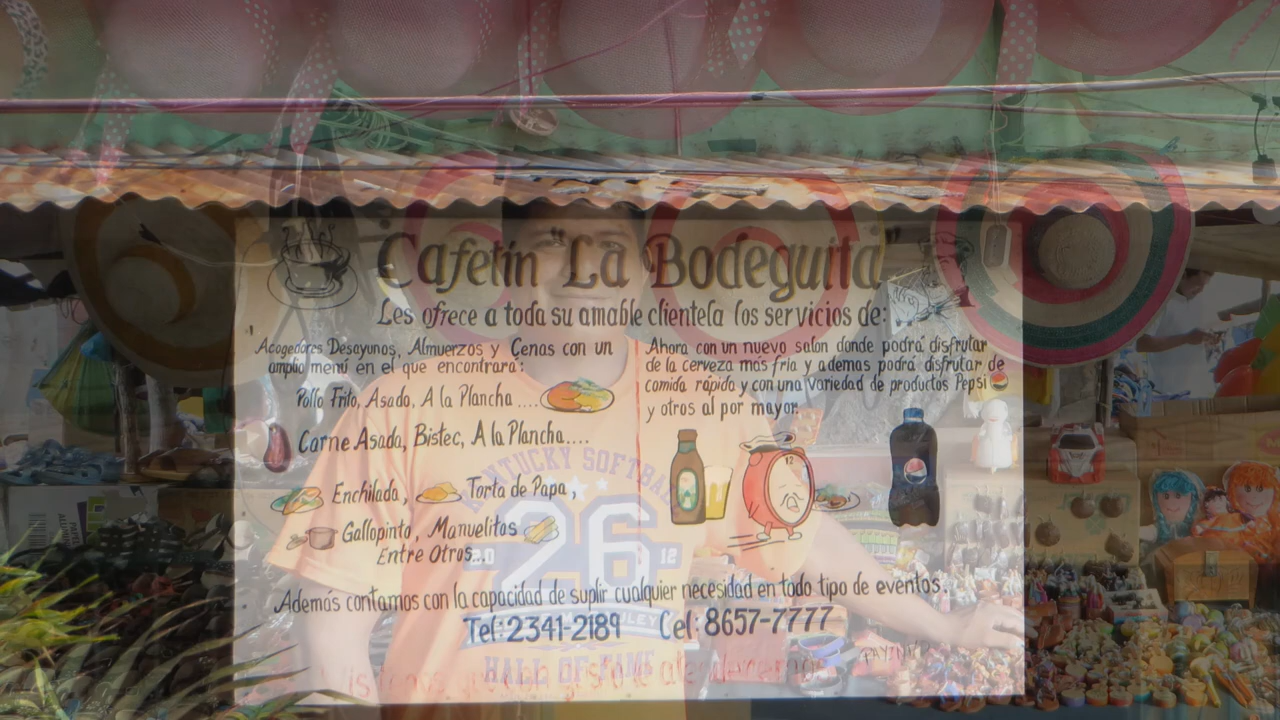 Cafetín "La Bodeguita"
Les ofrece a toda su amable clientela los servicios de:
Acogedores Desayunos, Almuerzos y Cenas con un
amplio menú en el que encontrará:
Pollo Frito, Asado, A la Plancha ....
Carne Asada, Bistec, A la Plancha....
Enchilada, Torta de Papa,
Gallopinto, Manuelitas
Entre Otros...
Ahora con un nuevo salon donde podrá disfrutar
de la cerveza más fria y ademas podrá disfrutar de
comida rápida y con una variedad de productos Pepsi
y otros al por mayor.
12
Además contamos con la capacidad de suplir cualquier necesidad en todo tipo de eventos.
Tel: 2341-2189 Cel: 8657-7777
KENTUCKY SOFTBALL
26
12
HALL OF FAME